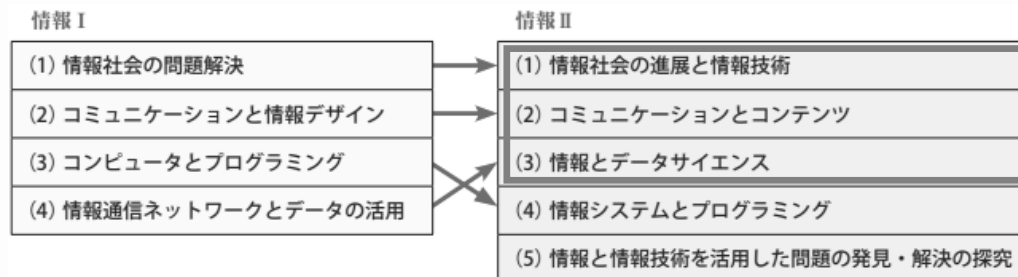 情報Ⅰ
(1) 情報社会の問題解決
(2) コミュニケーションと情報デザイン
(3) コンピュータとプログラミング
(4) 情報通信ネットワークとデータの活用
情報Ⅱ
(1) 情報社会の進展と情報技術
(2) コミュニケーションとコンテンツ
(3) 情報とデータサイエンス
(4) 情報システムとプログラミング
(5) 情報と情報技術を活用した問題の発見・解決の探究